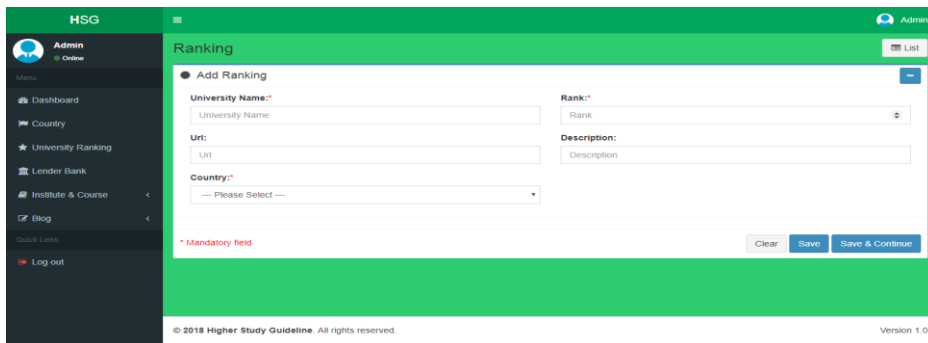 HSG
Admin
Admin
Online
Ranking
List
Menu
Add Ranking
Dashboard
University Name:*
Rank:*
University Name
Rank
Country
Url:
Description:
University Ranking
Url
Description
Lender Bank
Country:*
Institute & Course
--- Please Select ---
Blog
Quick Links
* Mandatory field
Clear
Save
Save & Continue
Log out
© 2018 Higher Study Guideline. All rights reserved.
Version 1.0